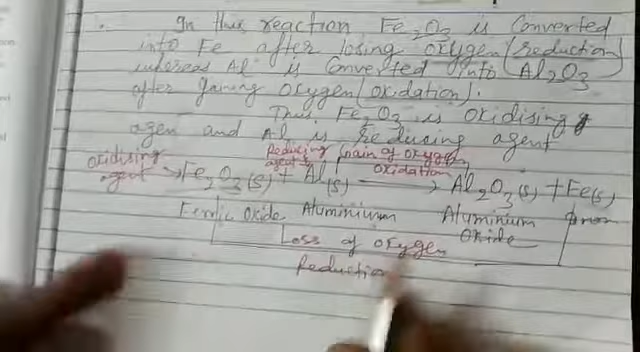 In this reaction Fe2O3 is Converted
into Fe after losing oxygen (reduction)
whereas Al is Converted into Al2O3
after gaining oxygen (oxidation).
Thus, Fe2O3 is oxidising
agen and Al is reducing agent
oxidising agent
Reducing agent
Gain of oxygen
oxidation
Fe2O3(s) + Al(s) → Al2O3(s) + Fe(s)
Ferric Oxide Aluminium Aluminium Oxide Iron
Loss of oxygen
Reduction